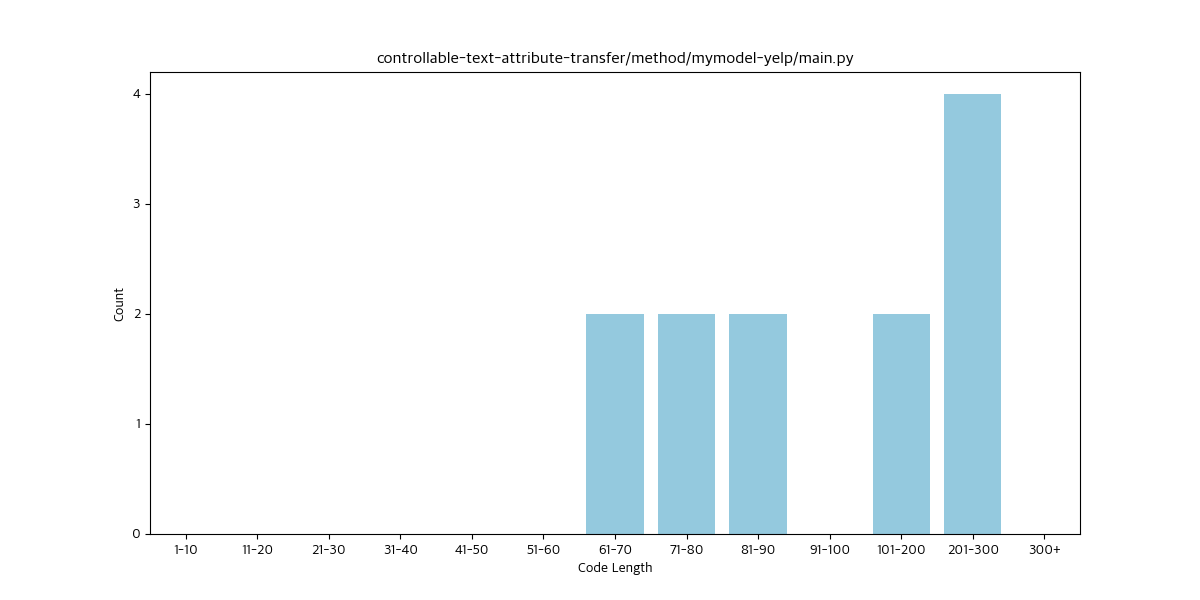 controllable-text-attribute-transfer/method/mymodel-yelp/main.py
4
3
2
1
0
Count
1-10 11-20 21-30 31-40 41-50 51-60 61-70 71-80 81-90 91-100 101-200 201-300 300+
Code Length